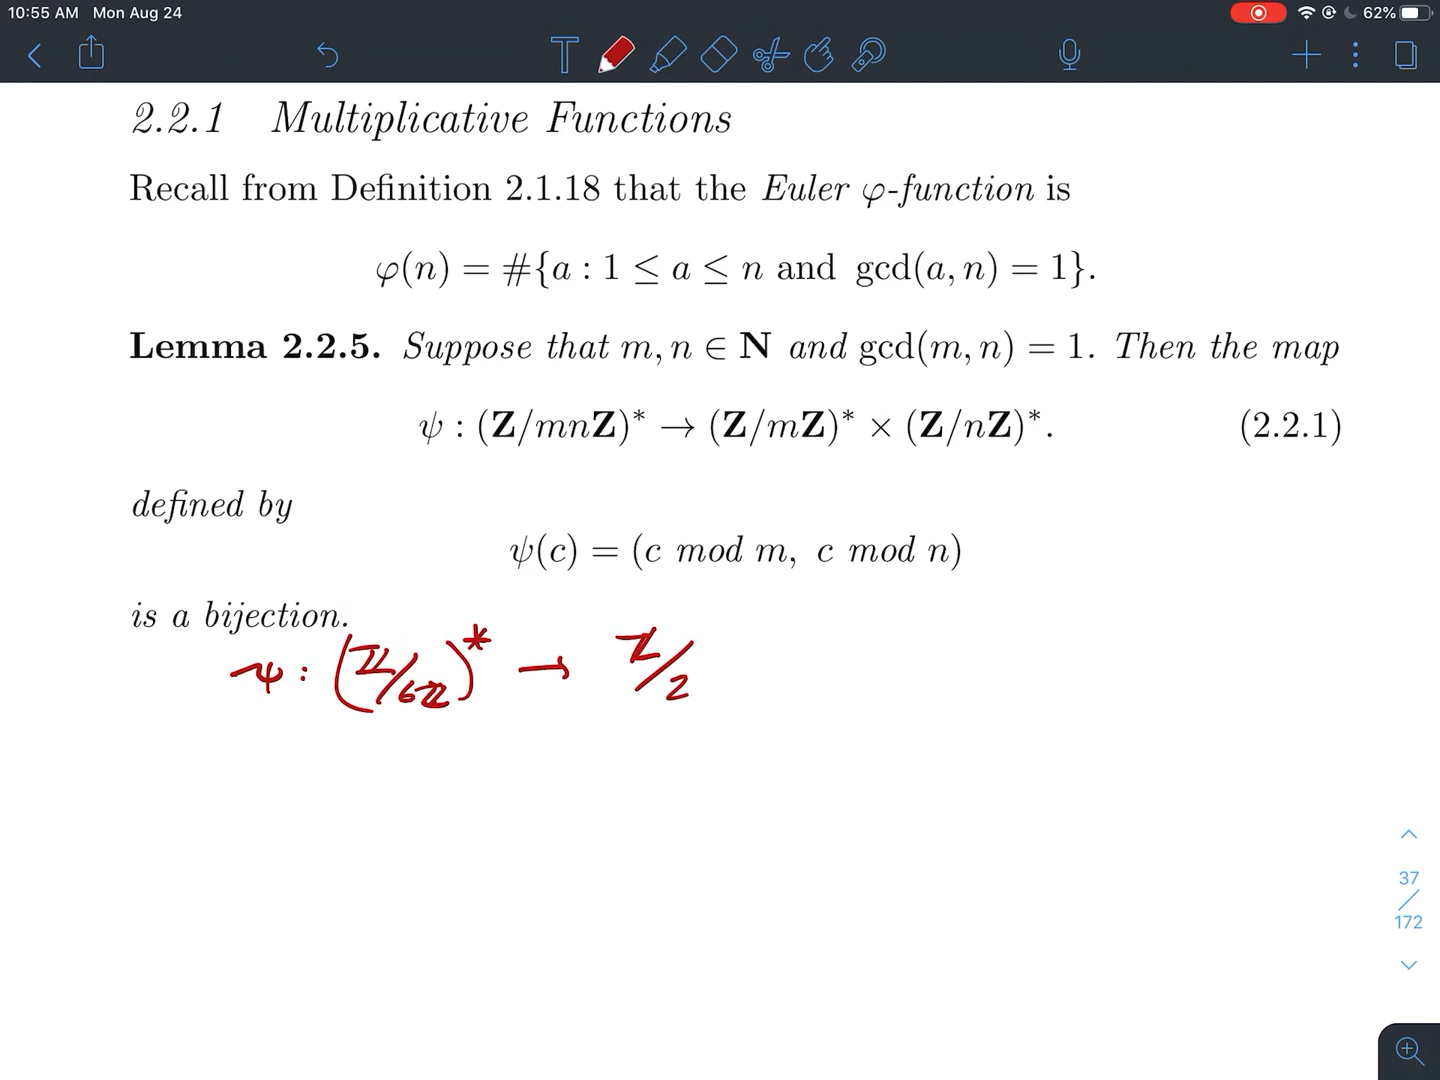 10:55 AM Mon Aug 24
62%
T
2.2.1 Multiplicative Functions
Recall from Definition 2.1.18 that the Euler φ-function is
φ(n) = #{a : 1 ≤ a ≤ n and gcd(a, n) = 1}.
Lemma 2.2.5. Suppose that m, n ∈ N and gcd(m, n) = 1. Then the map
ψ : (Z/mnZ)* → (Z/mZ)* × (Z/nZ)*. (2.2.1)
defined by
ψ(c) = (c mod m, c mod n)
is a bijection.
ψ : (Z/6Z)* → Z/2
37
/
172